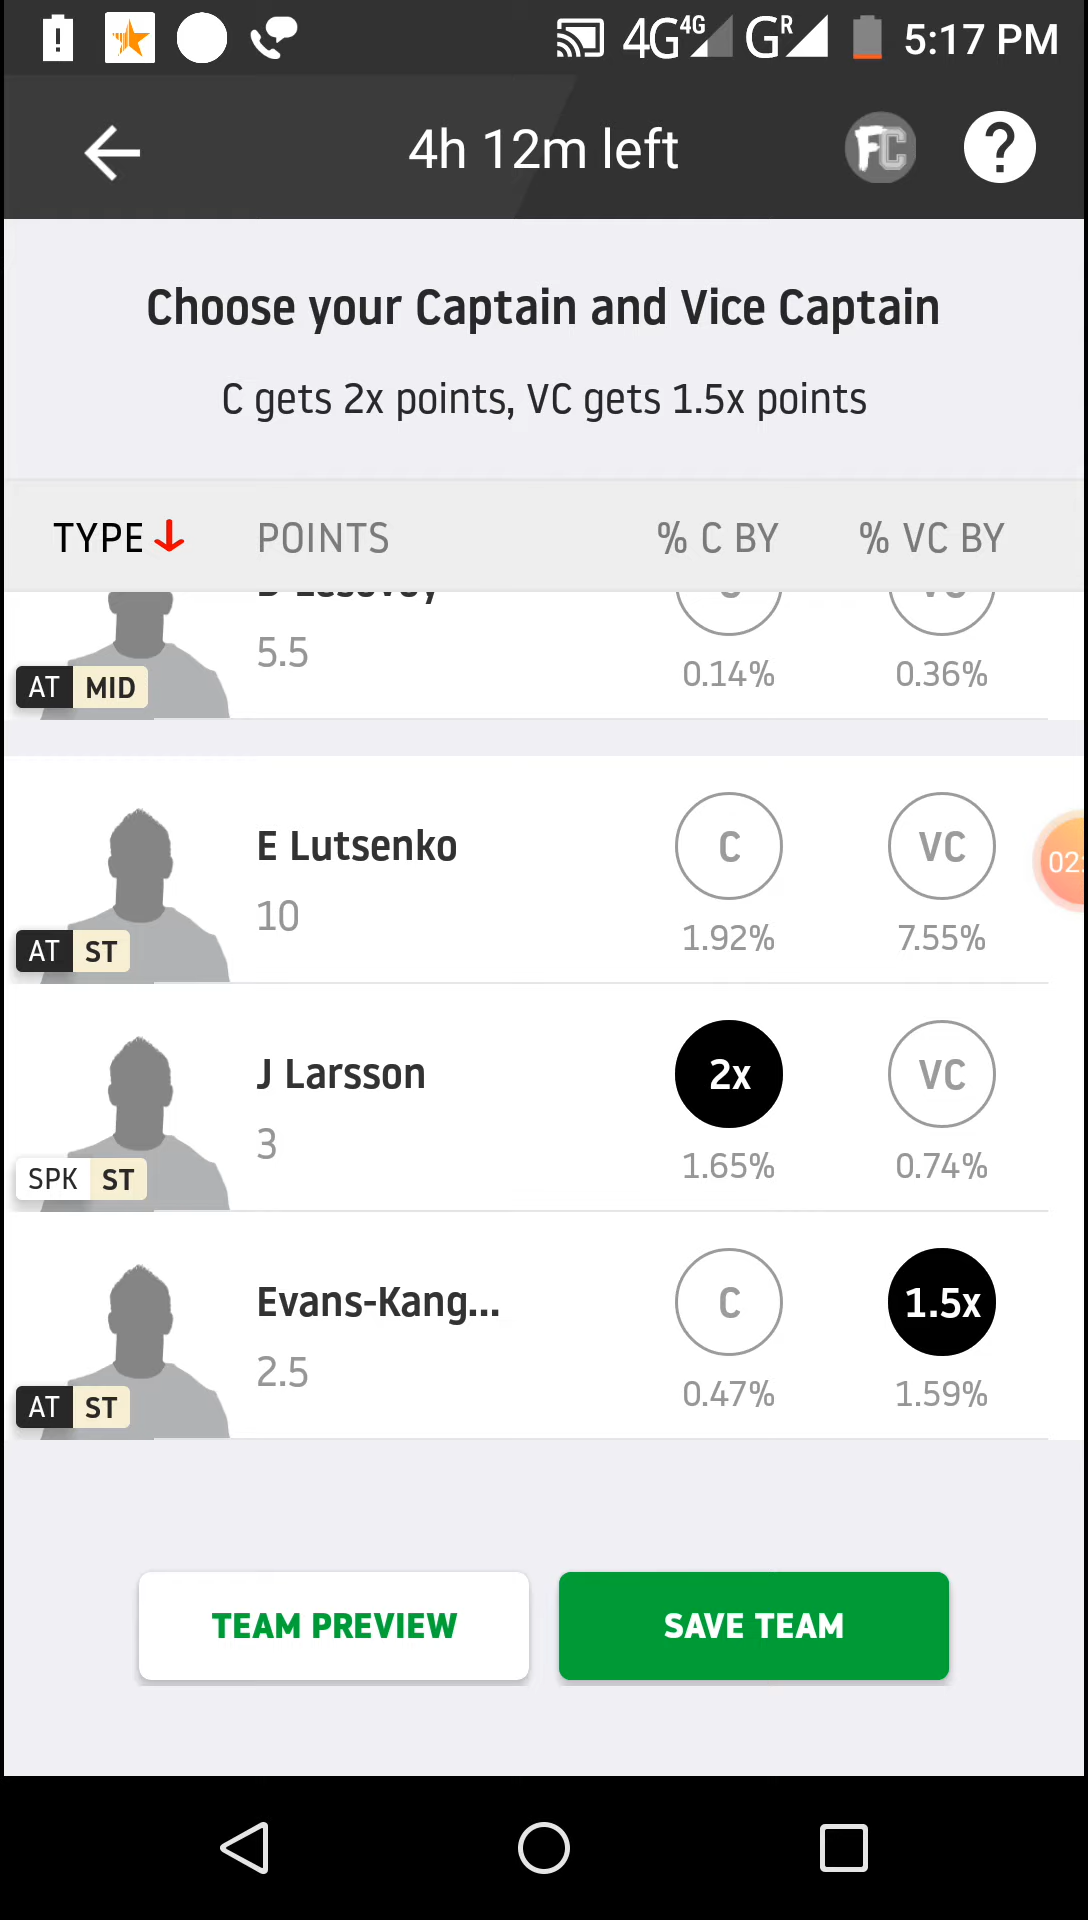 4G 4G G R 5:17 PM
4h 12m left FC ?
Choose your Captain and Vice Captain
C gets 2x points, VC gets 1.5x points
TYPE POINTS % C BY % VC BY
5.5
AT MID 0.14% 0.36%
E Lutsenko C VC
10
AT ST 1.92% 7.55%
J Larsson 2x VC
3
SPK ST 1.65% 0.74%
Evans-Kang... C 1.5x
2.5
AT ST 0.47% 1.59%
TEAM PREVIEW SAVE TEAM